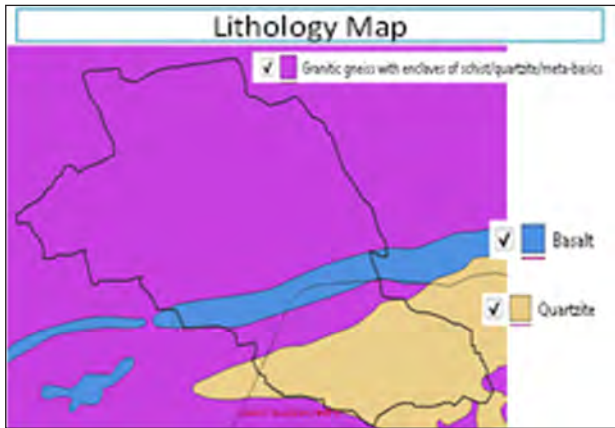 Lithology Map
Granitic gneiss with enclaves of schist/quartzite/meta-basics
Basalt
Quartzite